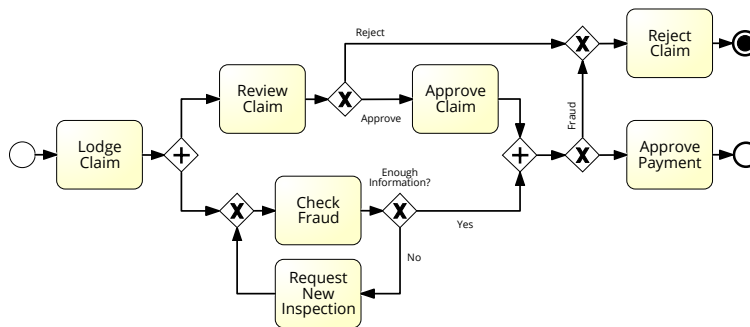 Reject
Reject
Claim
Review
Claim
Approve
Claim
Approve
Fraud
Lodge
Claim
Approve
Payment
Enough
Information?
Check
Fraud
Yes
No
Request
New
Inspection